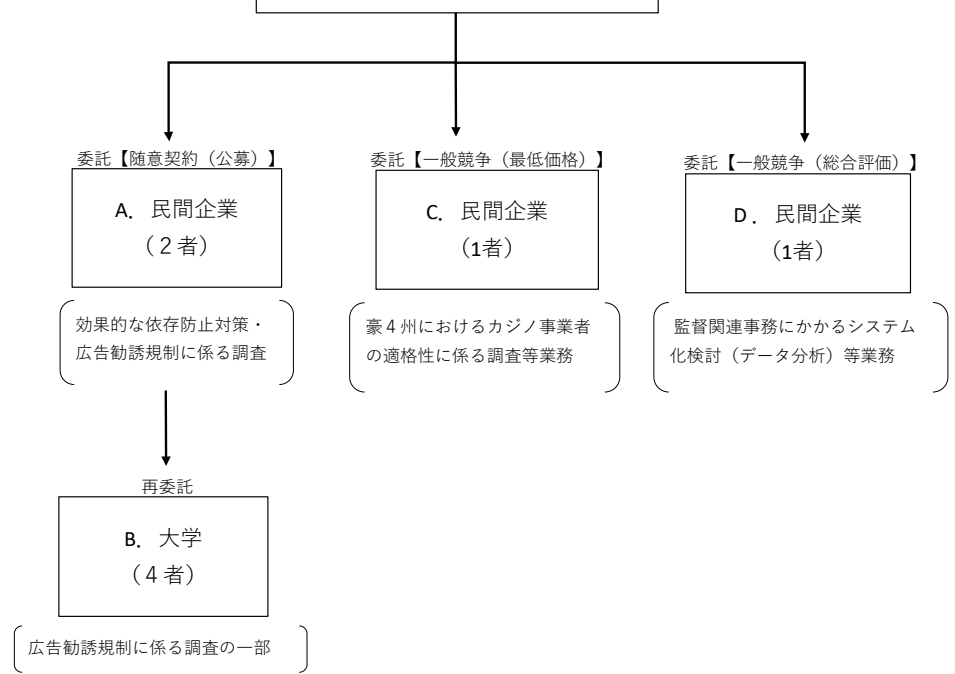 委託【随意契約（公募）】
A. 民間企業
（２者）
効果的な依存防止対策・
広告勧誘規制に係る調査
委託【一般競争（最低価格）】
C. 民間企業
（1者）
豪４州におけるカジノ事業者
の適格性に係る調査等業務
委託【一般競争（総合評価）】
D. 民間企業
（1者）
監督関連事務にかかるシステム
化検討（データ分析）等業務
再委託
B. 大学
（４者）
広告勧誘規制に係る調査の一部